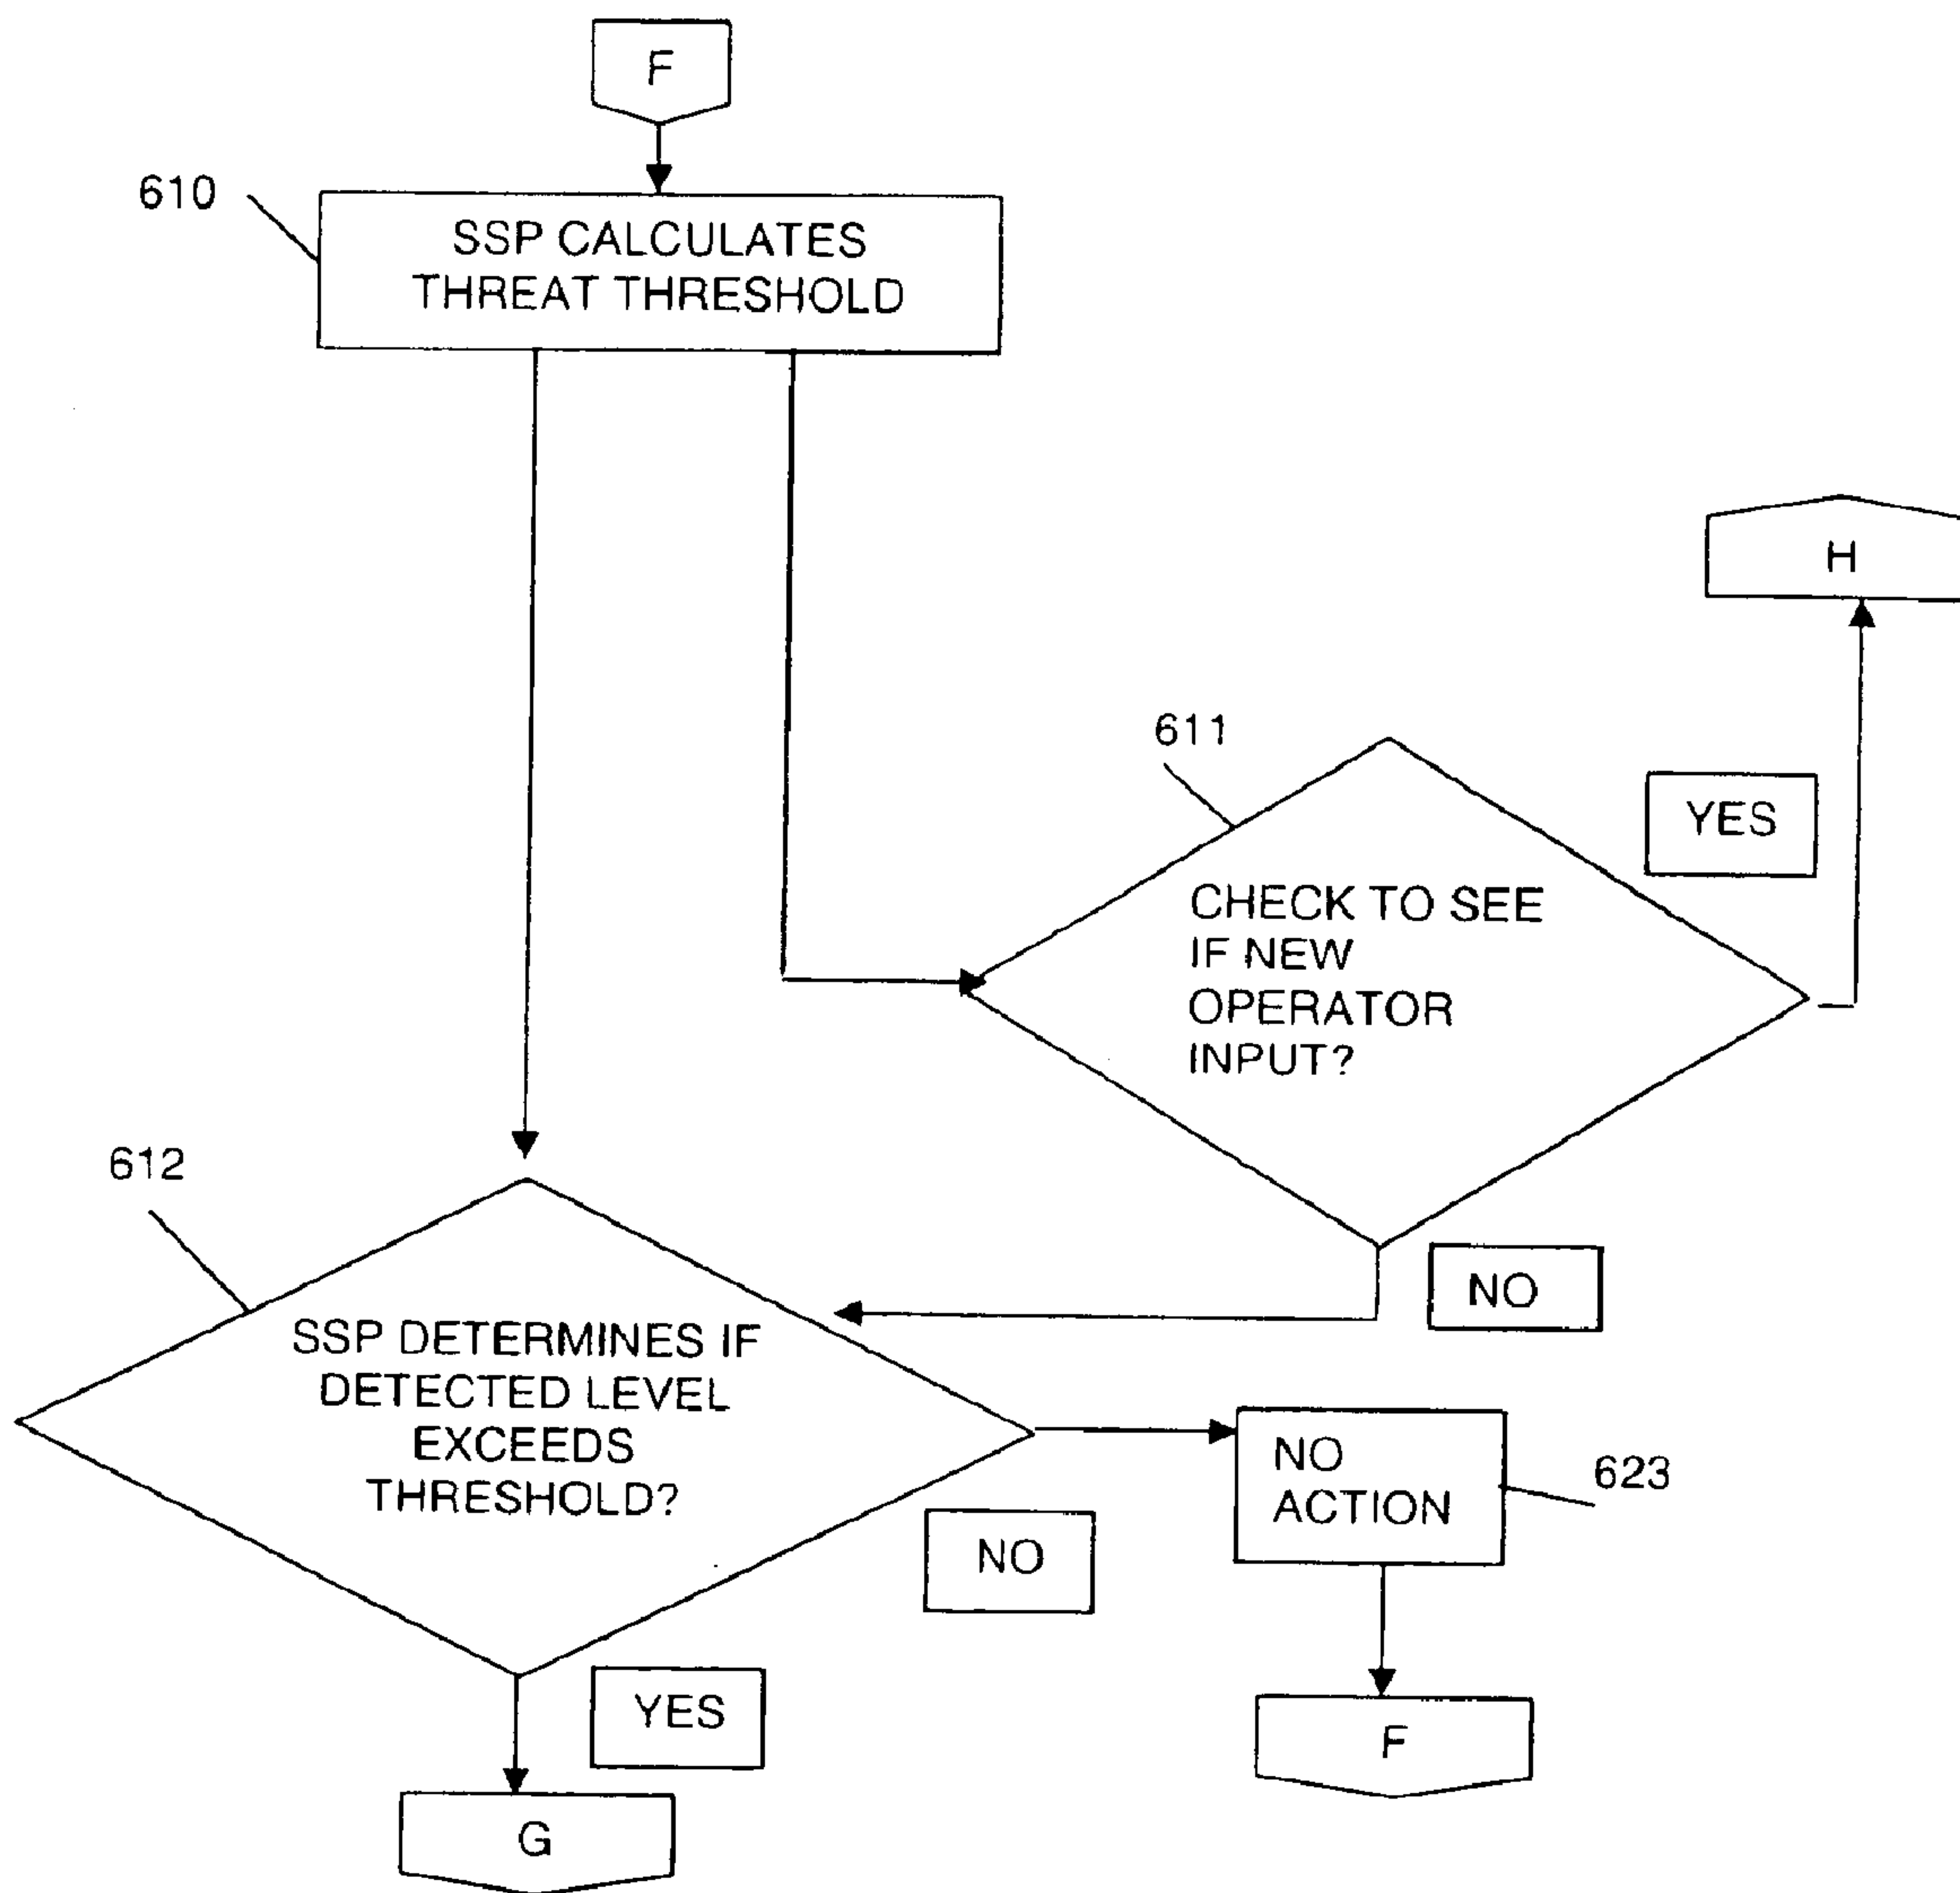 F
610
SSP CALCULATES
THREAT THRESHOLD
H
611
YES
CHECK TO SEE
IF NEW
OPERATOR
INPUT?
612
NO
SSP DETERMINES IF
DETECTED LEVEL
EXCEEDS
THRESHOLD?
NO
ACTION
623
NO
YES
F
G